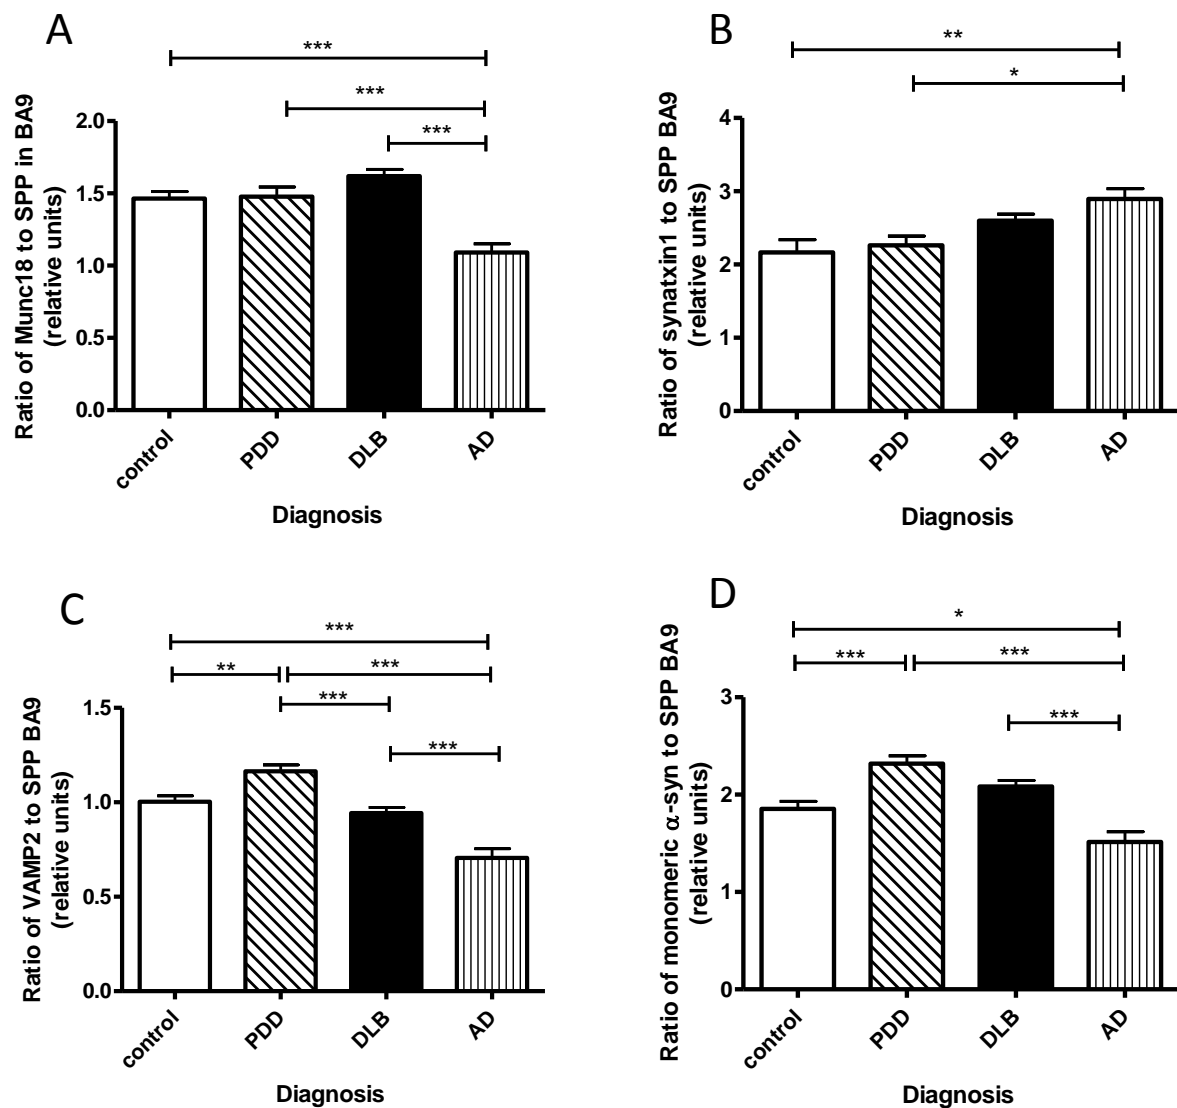 A
***
***
***
Ratio of Munc18 to SPP in BA9
(relative units)
2.0
1.5
1.0
0.5
0.0
control
PDD
DLB
AD
Diagnosis
B
**
*
Ratio of synatxin1 to SPP BA9
(relative units)
4
3
2
1
0
control
PDD
DLB
AD
Diagnosis
C
***
**
***
***
***
Ratio of VAMP2 to SPP BA9
(relative units)
1.5
1.0
0.5
0.0
control
PDD
DLB
AD
Diagnosis
D
*
***
***
***
Ratio of monomeric α-syn to SPP BA9
(relative units)
3
2
1
0
control
PDD
DLB
AD
Diagnosis